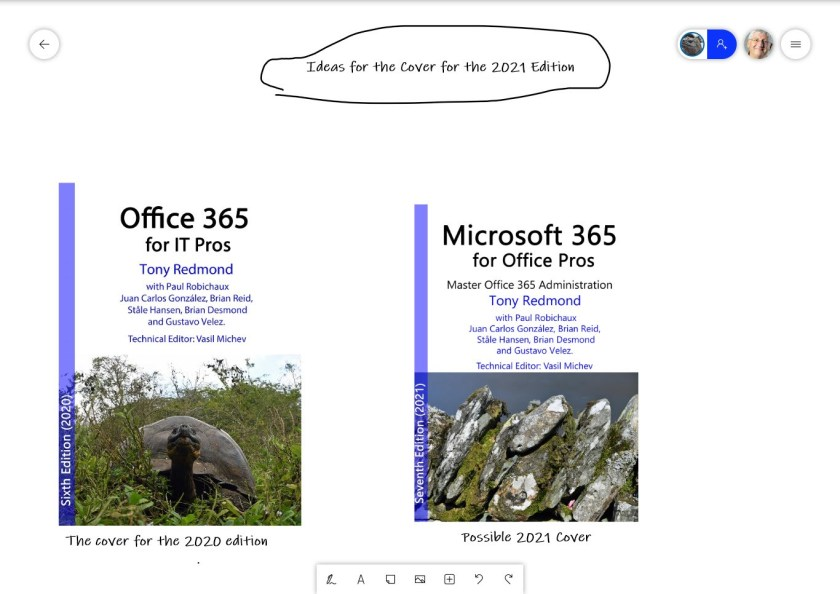 Ideas for the Cover for the 2021 Edition
Office 365
for IT Pros
Tony Redmond
with Paul Robichaux
Juan Carlos González, Brian Reid,
Ståle Hansen, Brian Desmond
and Gustavo Velez.
Technical Editor: Vasil Michev
Sixth Edition (2020)
The cover for the 2020 edition
Microsoft 365
for Office Pros
Master Office 365 Administration
Tony Redmond
with Paul Robichaux
Juan Carlos González, Brian Reid,
Ståle Hansen, Brian Desmond
and Gustavo Velez.
Technical Editor: Vasil Michev
Seventh Edition (2021)
Possible 2021 Cover
A